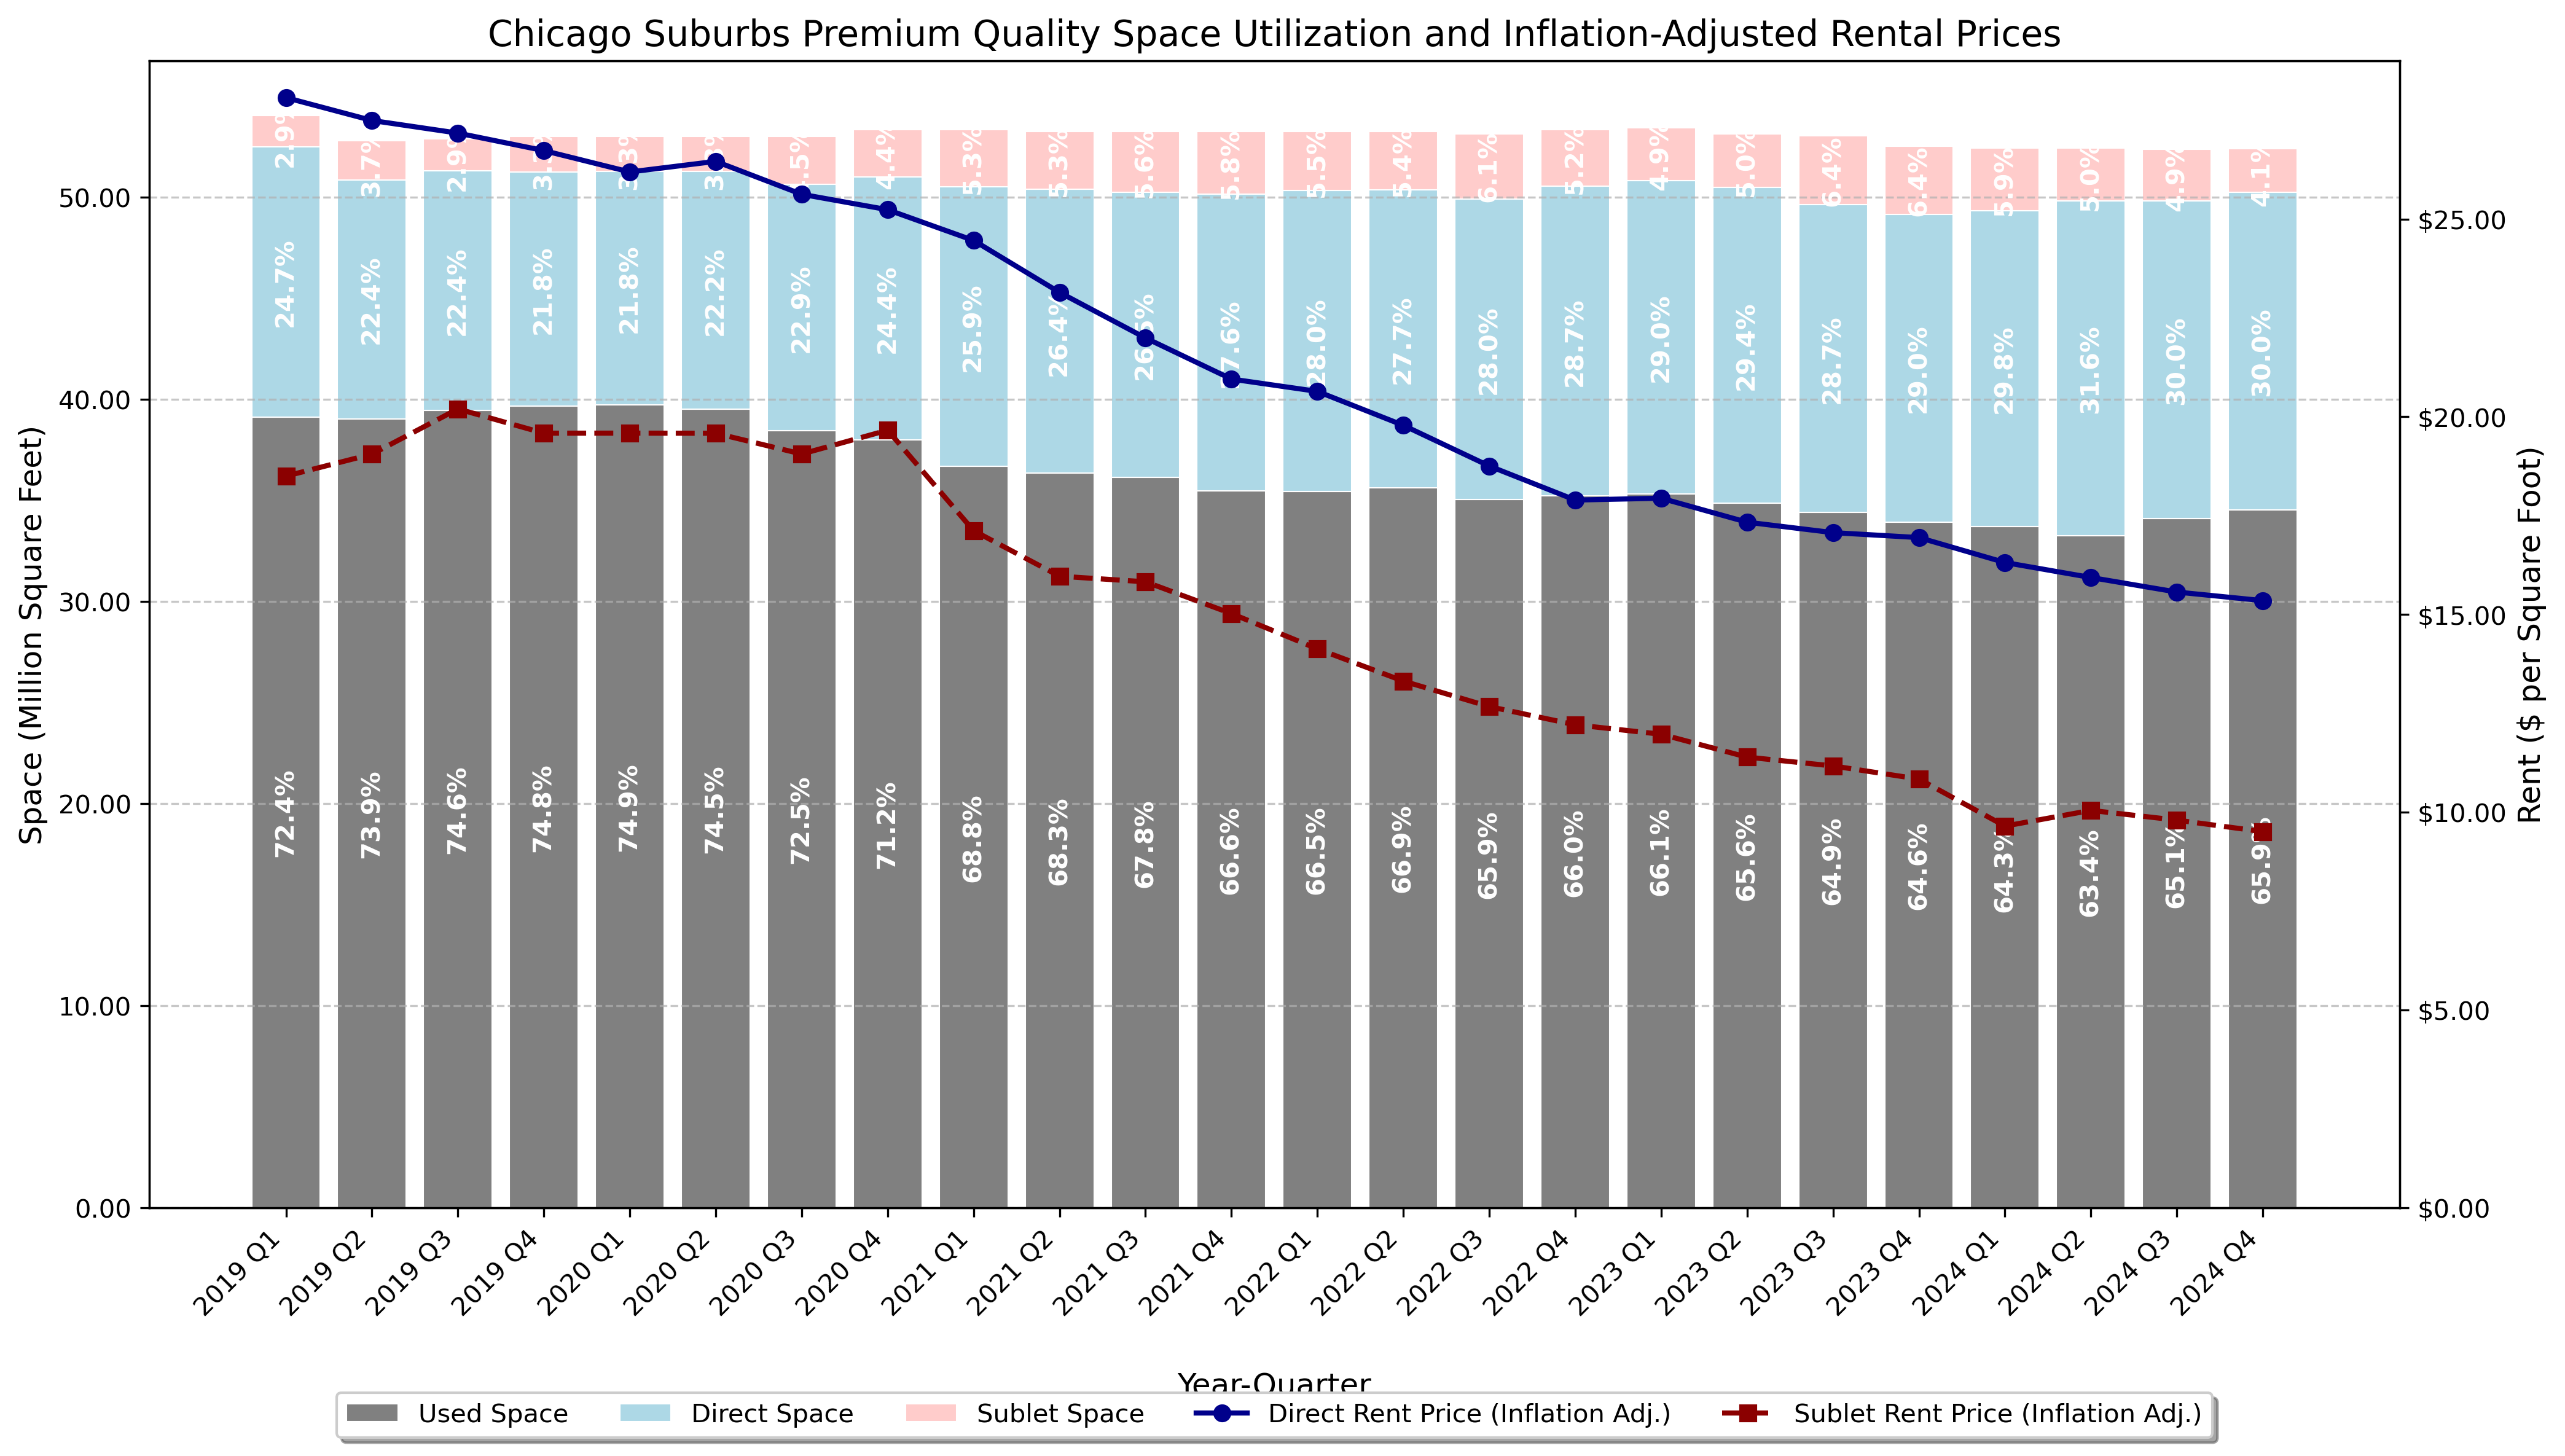 Chicago Suburbs Premium Quality Space Utilization and Inflation-Adjusted Rental Prices
Space (Million Square Feet)
50.00
40.00
30.00
20.00
10.00
0.00
2.9%
3.7%
2.9%
4.4%
5.3%
5.3%
5.6%
5.8%
5.5%
5.4%
6.1%
5.2%
4.9%
5.0%
6.4%
6.4%
5.9%
5.0%
4.9%
4.1%
24.7%
22.4%
22.4%
21.8%
21.8%
22.2%
22.9%
24.4%
25.9%
26.4%
28.0%
27.7%
28.0%
28.7%
29.0%
29.4%
28.7%
29.0%
29.8%
31.6%
30.0%
30.0%
72.4%
73.9%
74.6%
74.8%
74.9%
74.5%
72.5%
71.2%
68.8%
68.3%
67.8%
66.6%
66.5%
66.9%
65.9%
66.0%
66.1%
65.6%
64.9%
64.6%
64.3%
63.4%
65.1%
65.9%
$25.00
$20.00
$15.00
$10.00
$5.00
$0.00
Rent ($ per Square Foot)
2019 Q1
2019 Q2
2019 Q3
2019 Q4
2020 Q1
2020 Q2
2020 Q3
2020 Q4
2021 Q1
2021 Q2
2021 Q3
2021 Q4
2022 Q1
2022 Q2
2022 Q3
2022 Q4
2023 Q1
2023 Q2
2023 Q3
2023 Q4
2024 Q1
2024 Q2
2024 Q3
2024 Q4
Year-Quarter
Used Space
Direct Space
Sublet Space
Direct Rent Price (Inflation Adj.)
Sublet Rent Price (Inflation Adj.)